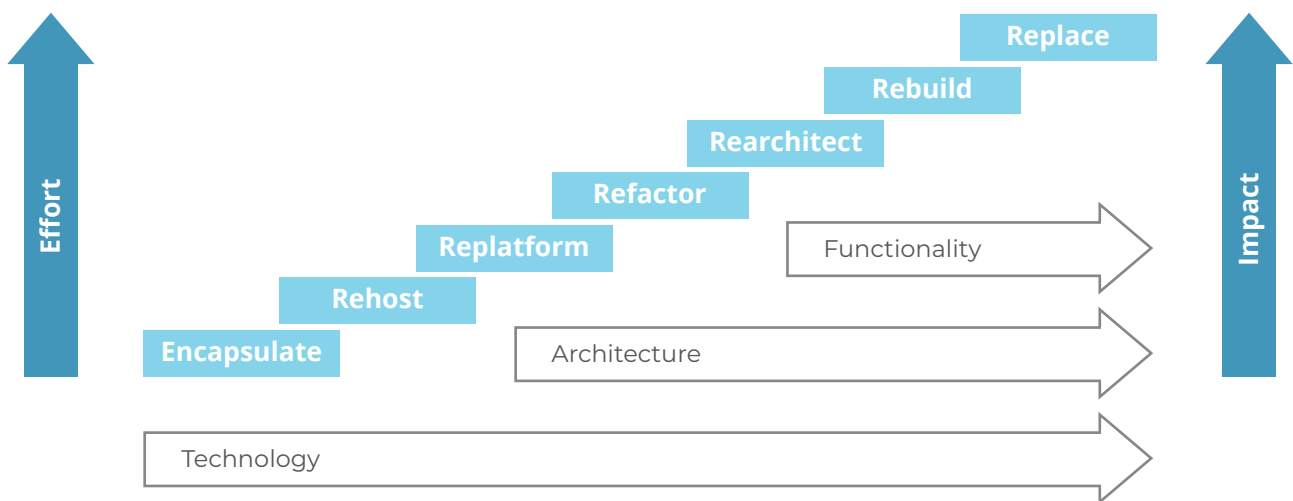 Replace
Rebuild
Rearchitect
Refactor
Replatform
Rehost
Encapsulate
Effort
Impact
Functionality
Architecture
Technology